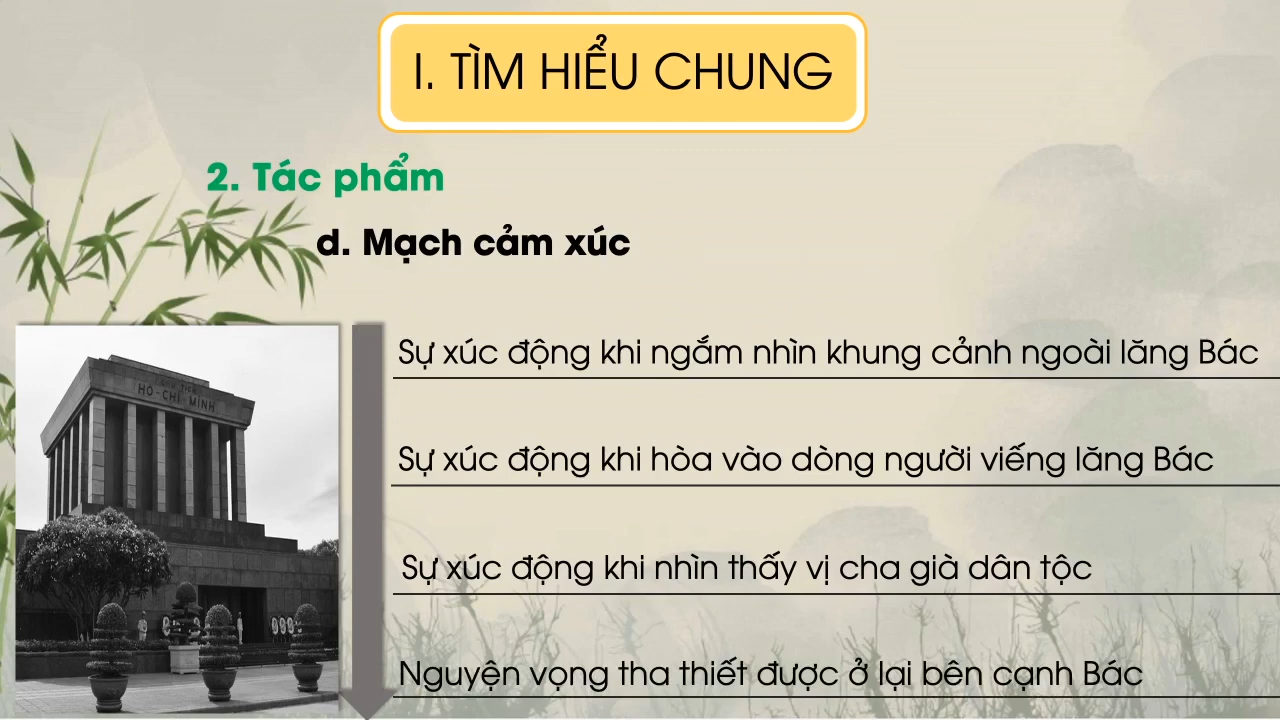 I. TÌM HIỂU CHUNG
2. Tác phẩm
d. Mạch cảm xúc
HỒ-CHÍ-MINH
Sự xúc động khi ngắm nhìn khung cảnh ngoài lăng Bác
Sự xúc động khi hòa vào dòng người viếng lăng Bác
Sự xúc động khi nhìn thấy vị cha già dân tộc
Nguyện vọng tha thiết được ở lại bên cạnh Bác